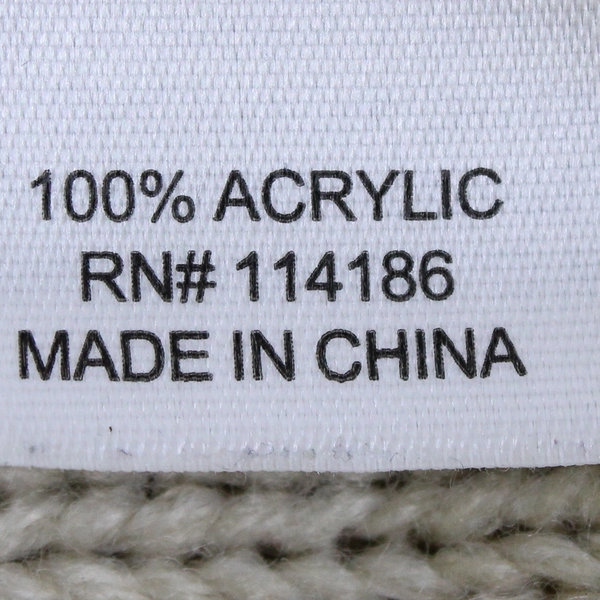 100% ACRYLIC
RN# 114186
MADE IN CHINA